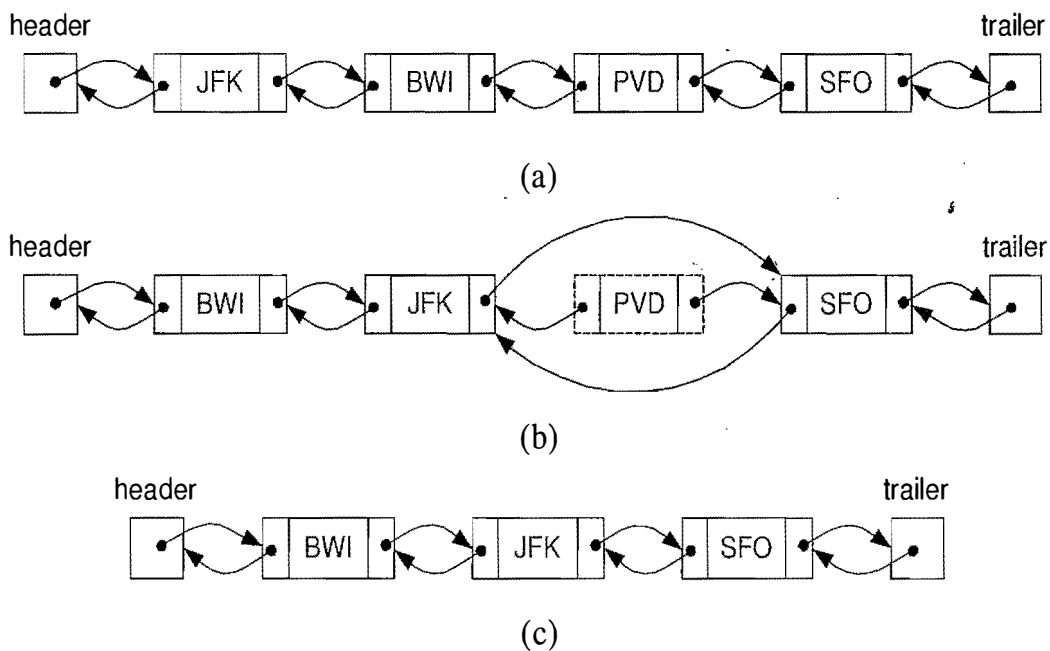 header trailer
JFK BWI PVD SFO
(a)
header trailer
BWI JFK PVD SFO
(b)
header trailer
BWI JFK SFO
(c)